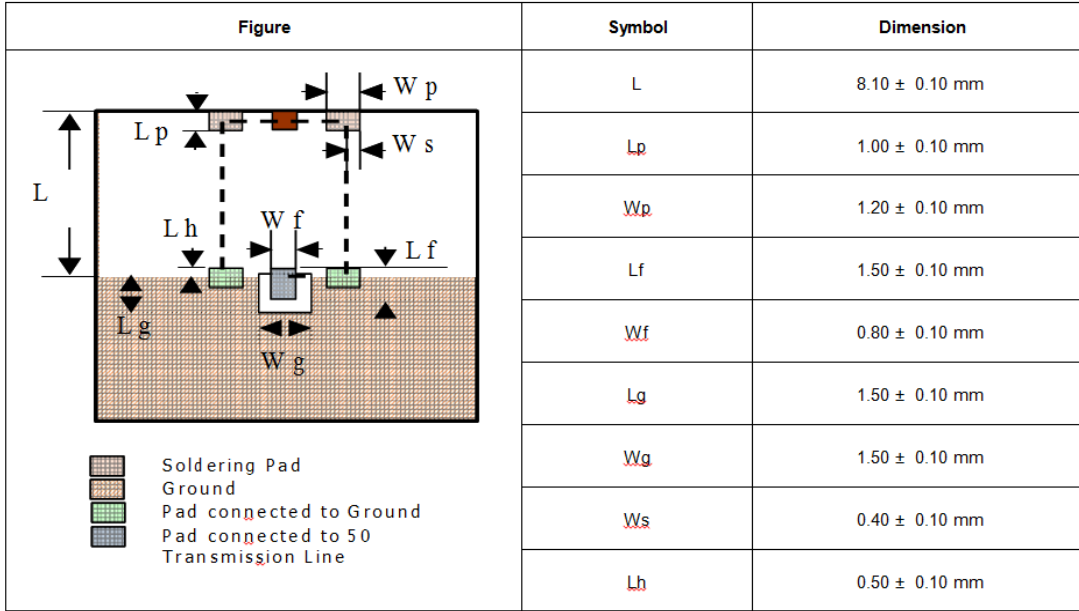 Figure Symbol Dimension
L 8.10 ± 0.10 mm
Lp 1.00 ± 0.10 mm
Wp 1.20 ± 0.10 mm
Lf 1.50 ± 0.10 mm
Wf 0.80 ± 0.10 mm
Lg 1.50 ± 0.10 mm
Wg 1.50 ± 0.10 mm
Ws 0.40 ± 0.10 mm
Lh 0.50 ± 0.10 mm
W p
L p
W s
L
W f
L h
L f
L g
W g
Soldering Pad
Ground
Pad connected to Ground
Pad connected to 50
Transmission Line